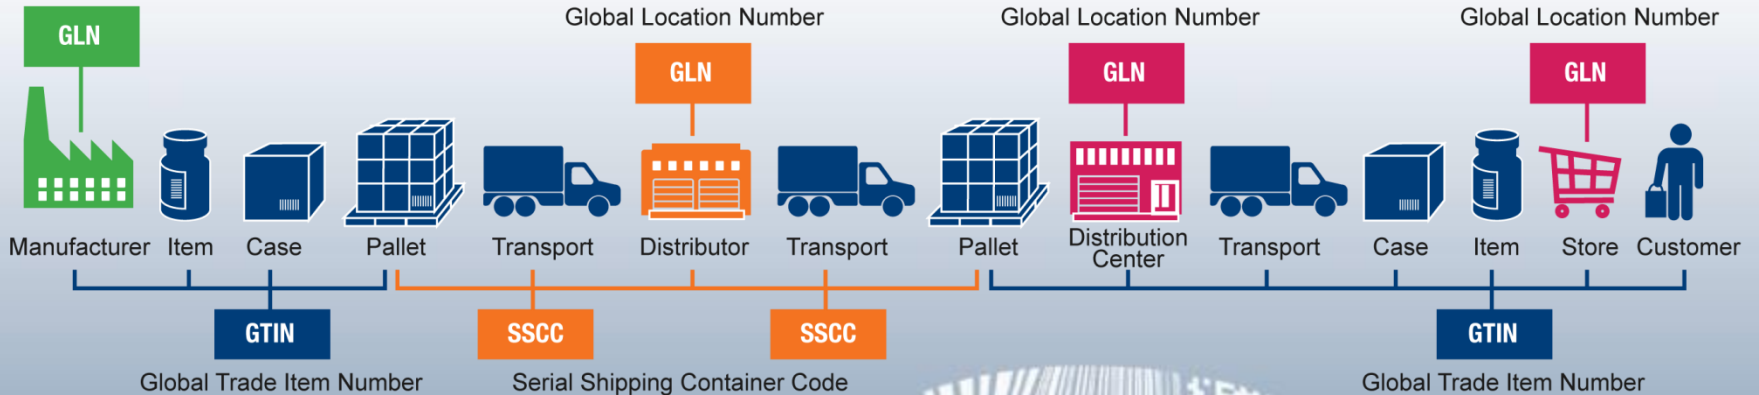 Global Location Number
Global Location Number
Global Location Number
GLN
GLN
GLN
GLN
Manufacturer
Item
Case
Pallet
Transport
Distributor
Transport
Pallet
Distribution
Center
Transport
Case
Item
Store
Customer
GTIN
SSCC
SSCC
GTIN
Global Trade Item Number
Serial Shipping Container Code
Global Trade Item Number